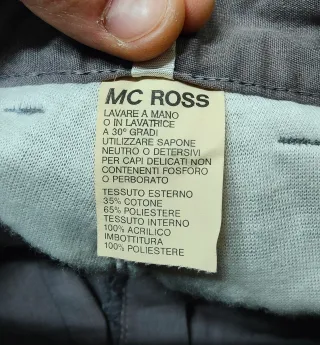 MC ROSS
LAVARE A MANO
O IN LAVATRICE
A 30° GRADI
UTILIZZARE SAPONE
NEUTRO O DETERSIVI
PER CAPI DELICATI NON
CONTENENTI FOSFORO
O PERBORATO
TESSUTO ESTERNO
35% COTONE
65% POLIESTERE
TESSUTO INTERNO
100% ACRILICO
IMBOTTITURA
100% POLIESTERE